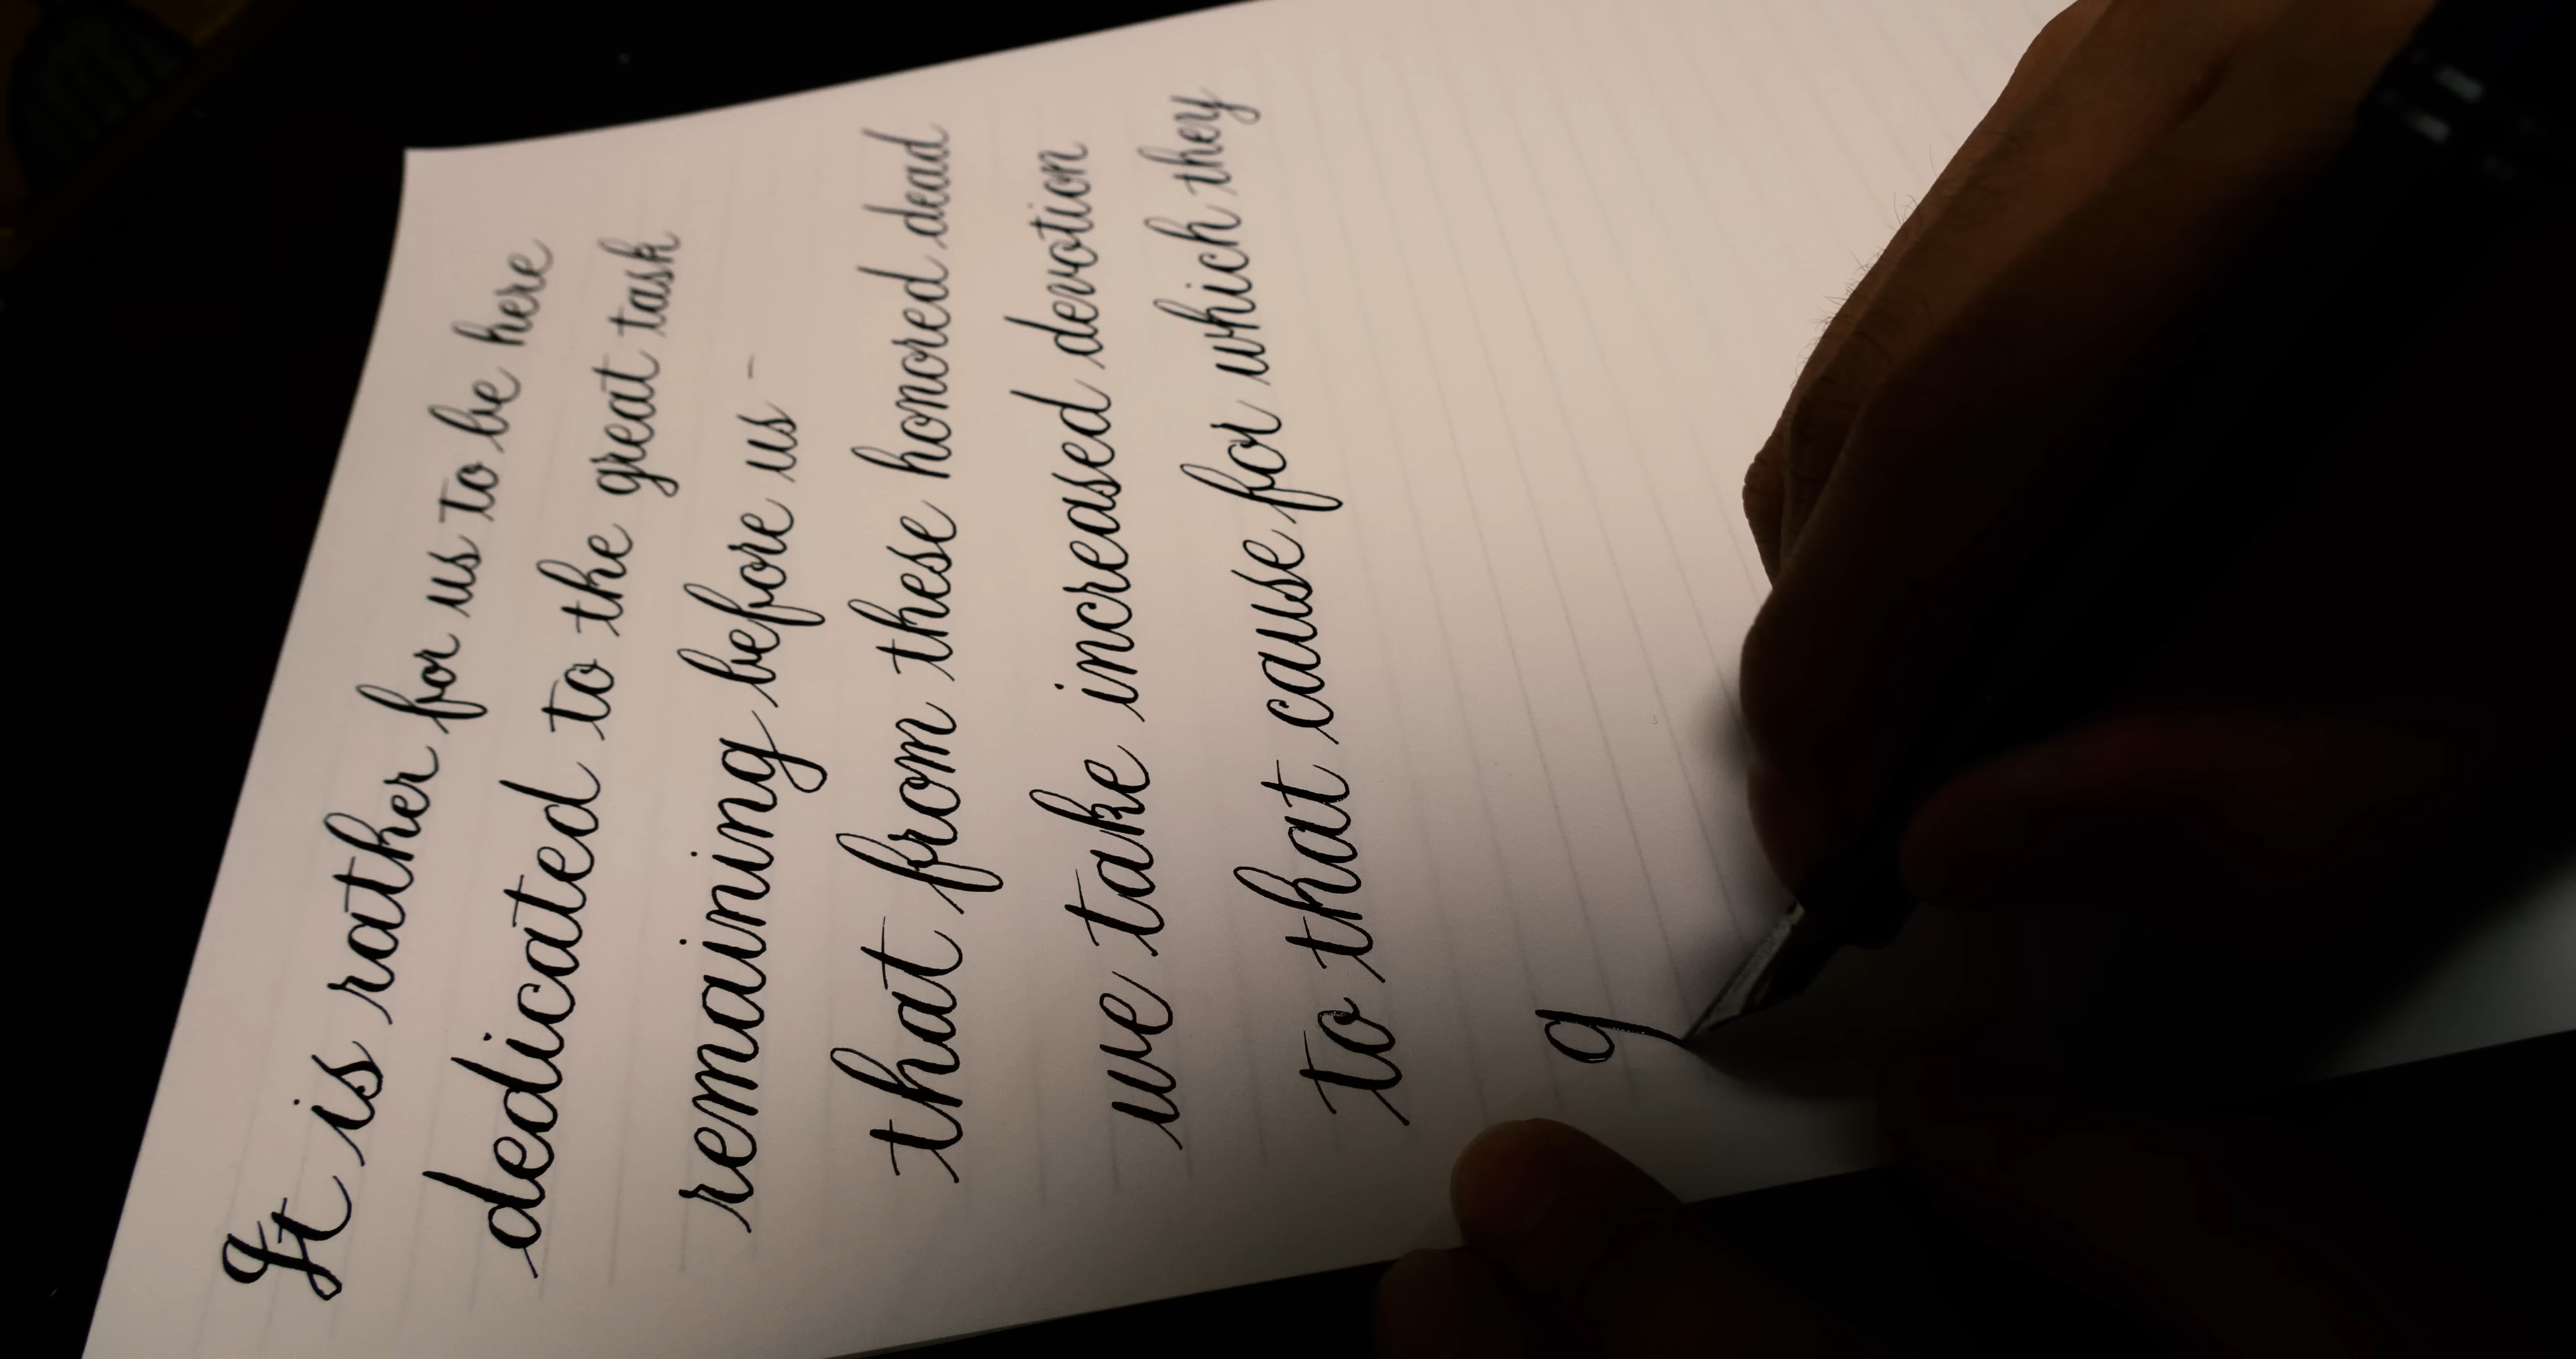 It is rather for us to be here
dedicated to the great task
remaining before us -
that from these honored dead
we take increased devotion
to that cause for which they
g